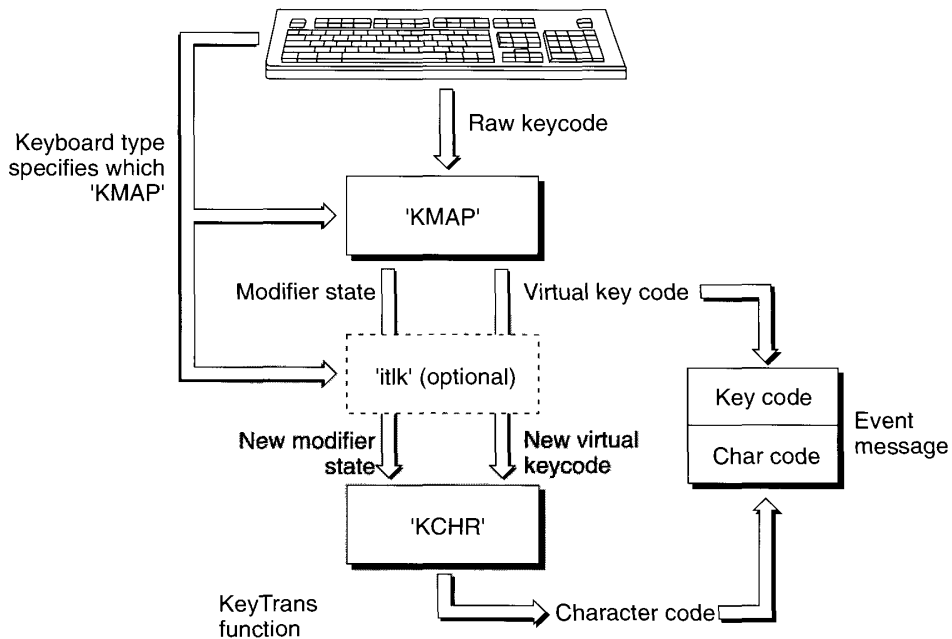 Raw keycode
Keyboard type
specifies which
'KMAP'
'KMAP'
Modifier state
Virtual key code
'itlk' (optional)
Key code
Char code
Event
message
New modifier
state
New virtual
keycode
'KCHR'
KeyTrans
function
Character code